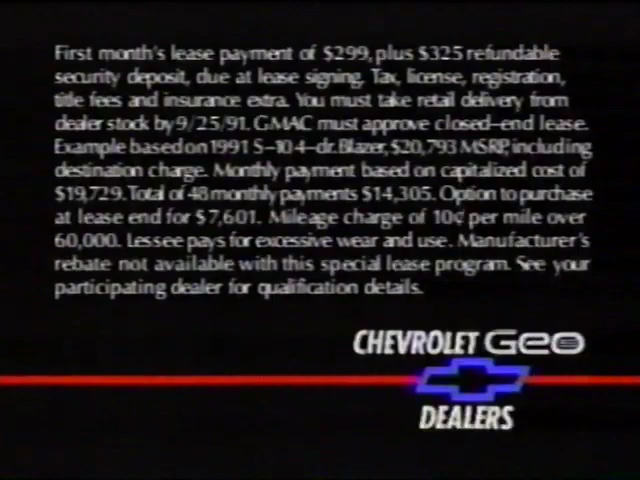 First month's lease payment of $299, plus $325 refundable
security deposit, due at lease signing. Tax, license, registration,
title fees and insurance extra. You must take retail delivery from
dealer stock by 9/25/91. GMAC must approve closed-end lease.
Example based on 1991 S-10 4-dr. Blazer, $20,793 MSRP, including
destination charge. Monthly payment based on capitalized cost of
$19,729. Total of 48 monthly payments $14,305. Option to purchase
at lease end for $7,601. Mileage charge of 10¢ per mile over
60,000. Lessee pays for excessive wear and use. Manufacturer's
rebate not available with this special lease program. See your
participating dealer for qualification details.
CHEVROLET Geo
DEALERS